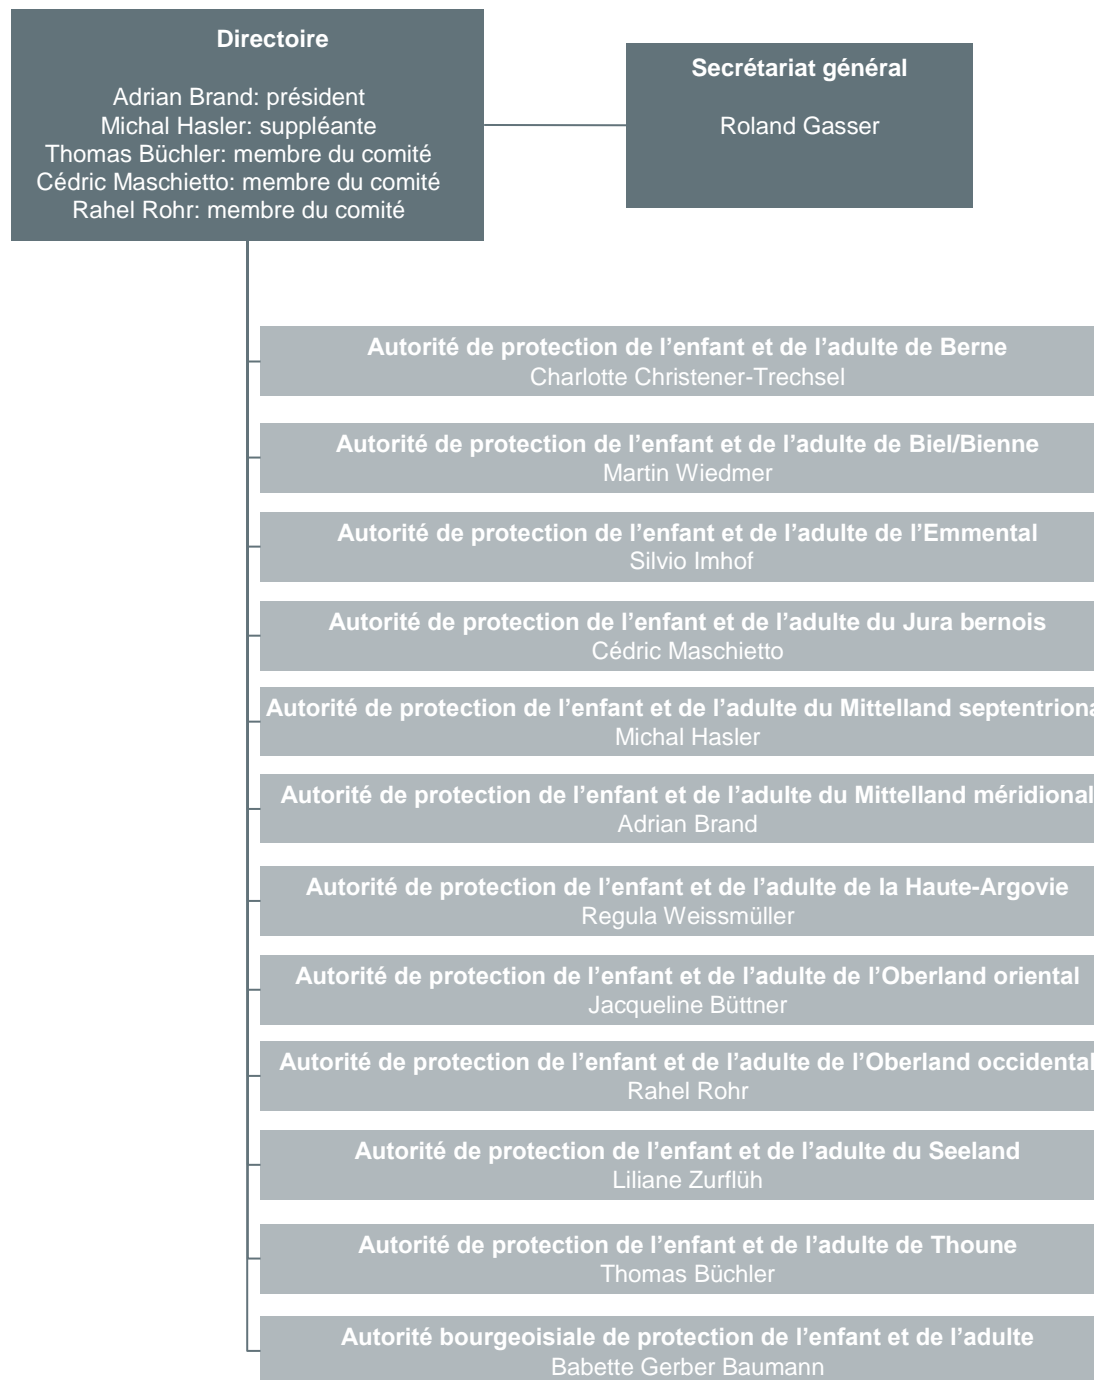 Directoire
Adrian Brand: président
Michal Hasler: suppléante
Thomas Büchler: membre du comité
Cédric Maschietto: membre du comité
Rahel Rohr: membre du comité
Secrétariat général
Roland Gasser
Autorité de protection de l’enfant et de l’adulte de Berne
Charlotte Christener-Trechsel
Autorité de protection de l’enfant et de l’adulte de Biel/Bienne
Martin Wiedmer
Autorité de protection de l’enfant et de l’adulte de l’Emmental
Silvio Imhof
Autorité de protection de l’enfant et de l’adulte du Jura bernois
Cédric Maschietto
Autorité de protection de l’enfant et de l’adulte du Mittelland septentriona
Michal Hasler
Autorité de protection de l’enfant et de l’adulte du Mittelland méridional
Adrian Brand
Autorité de protection de l’enfant et de l’adulte de la Haute-Argovie
Regula Weissmüller
Autorité de protection de l’enfant et de l’adulte de l’Oberland oriental
Jacqueline Büttner
Autorité de protection de l’enfant et de l’adulte de l’Oberland occidental
Rahel Rohr
Autorité de protection de l’enfant et de l’adulte du Seeland
Liliane Zurflüh
Autorité de protection de l’enfant et de l’adulte de Thoune
Thomas Büchler
Autorité bourgeoisiale de protection de l’enfant et de l’adulte
Babette Gerber Baumann